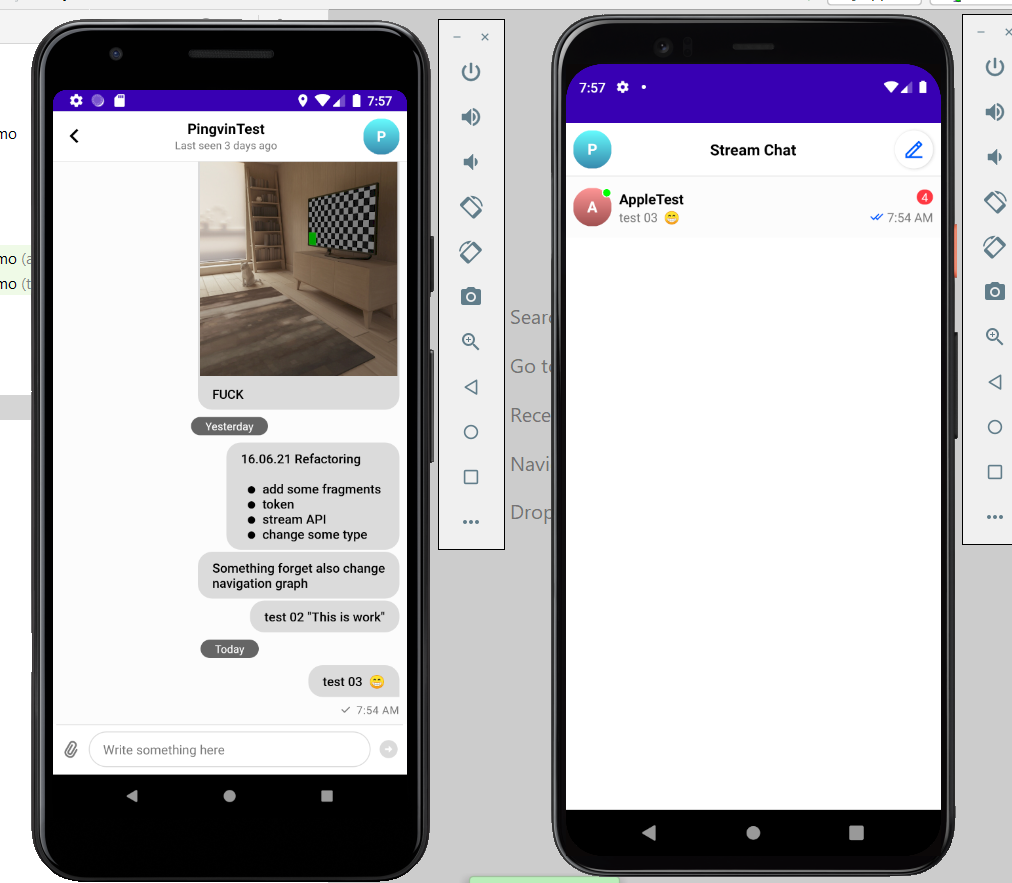 mo
mo (a
mo (t
7:57
PingvinTest
Last seen 3 days ago
P
FUCK
Yesterday
16.06.21 Refactoring
● add some fragments
● token
● stream API
● change some type
Something forget also change
navigation graph
test 02 "This is work"
Today
test 03 😁
7:54 AM
Write something here
Sear
Go to
Rece
Navi
Drop
7:57
P
Stream Chat
A
AppleTest
4
test 03 😁
7:54 AM